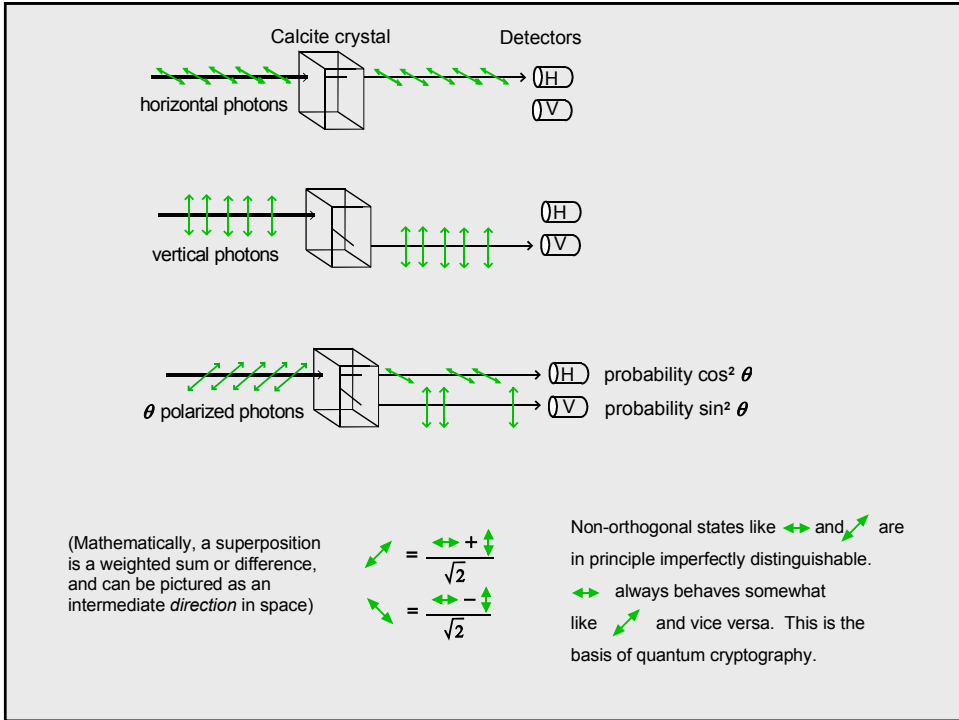 Calcite crystal Detectors
H
horizontal photons
V
H
V
vertical photons
H probability cos² θ
θ polarized photons
V probability sin² θ
(Mathematically, a superposition
is a weighted sum or difference,
and can be pictured as an
intermediate direction in space)
= ↔ + ↕
√2
= ↔ − ↕
√2
Non-orthogonal states like ↔ and ⤢ are
in principle imperfectly distinguishable.
↔ always behaves somewhat
like ⤢ and vice versa. This is the
basis of quantum cryptography.